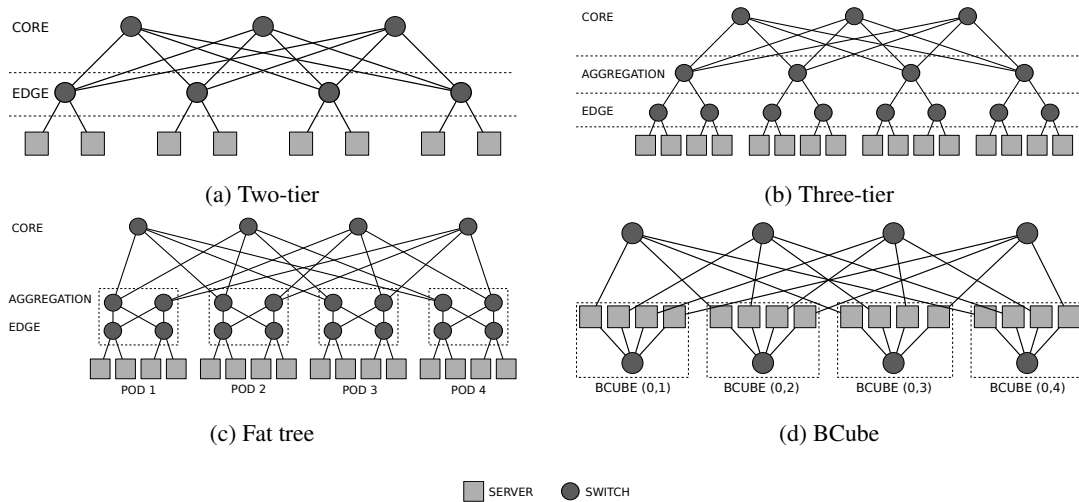 CORE
EDGE
(a) Two-tier
CORE
AGGREGATION
EDGE
(b) Three-tier
CORE
AGGREGATION
EDGE
POD 1 POD 2 POD 3 POD 4
(c) Fat tree
BCUBE (0,1) BCUBE (0,2) BCUBE (0,3) BCUBE (0,4)
(d) BCube
SERVER SWITCH